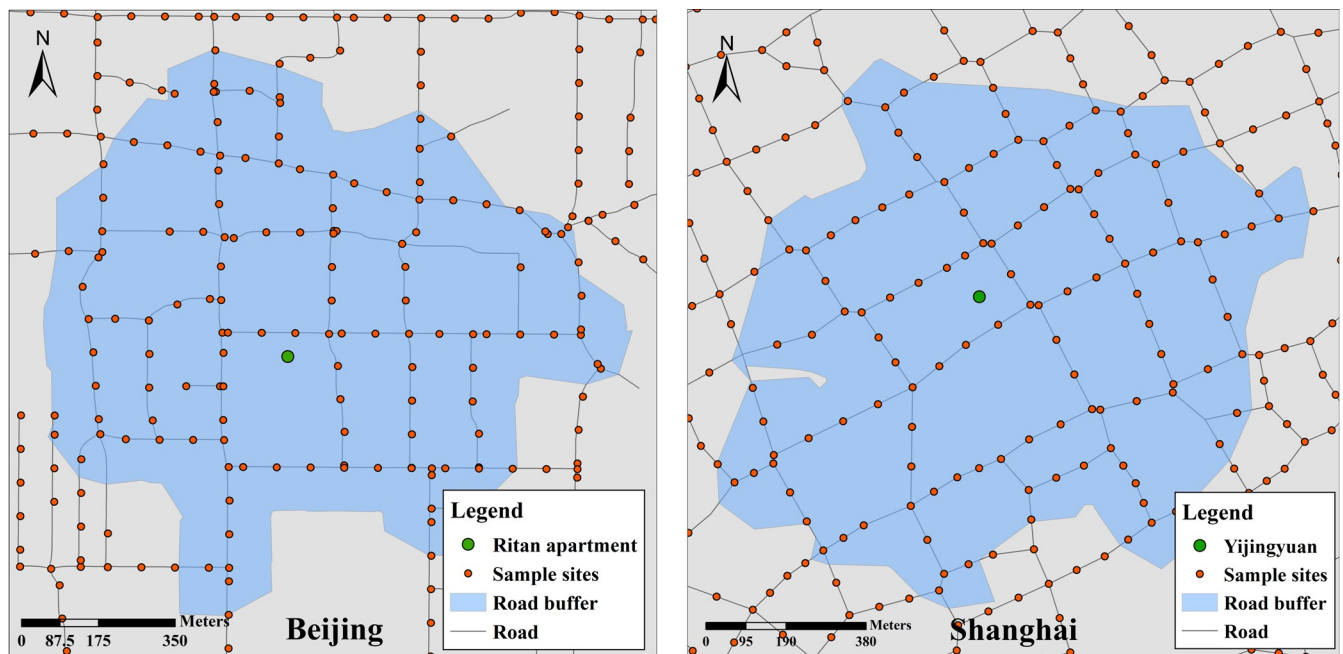 N
Legend
Ritan apartment
Sample sites
Road buffer
Road
Meters
0 87.5 175 350
Beijing
N
Legend
Yijingyuan
Sample sites
Road buffer
Road
Meters
0 95 190 380
Shanghai